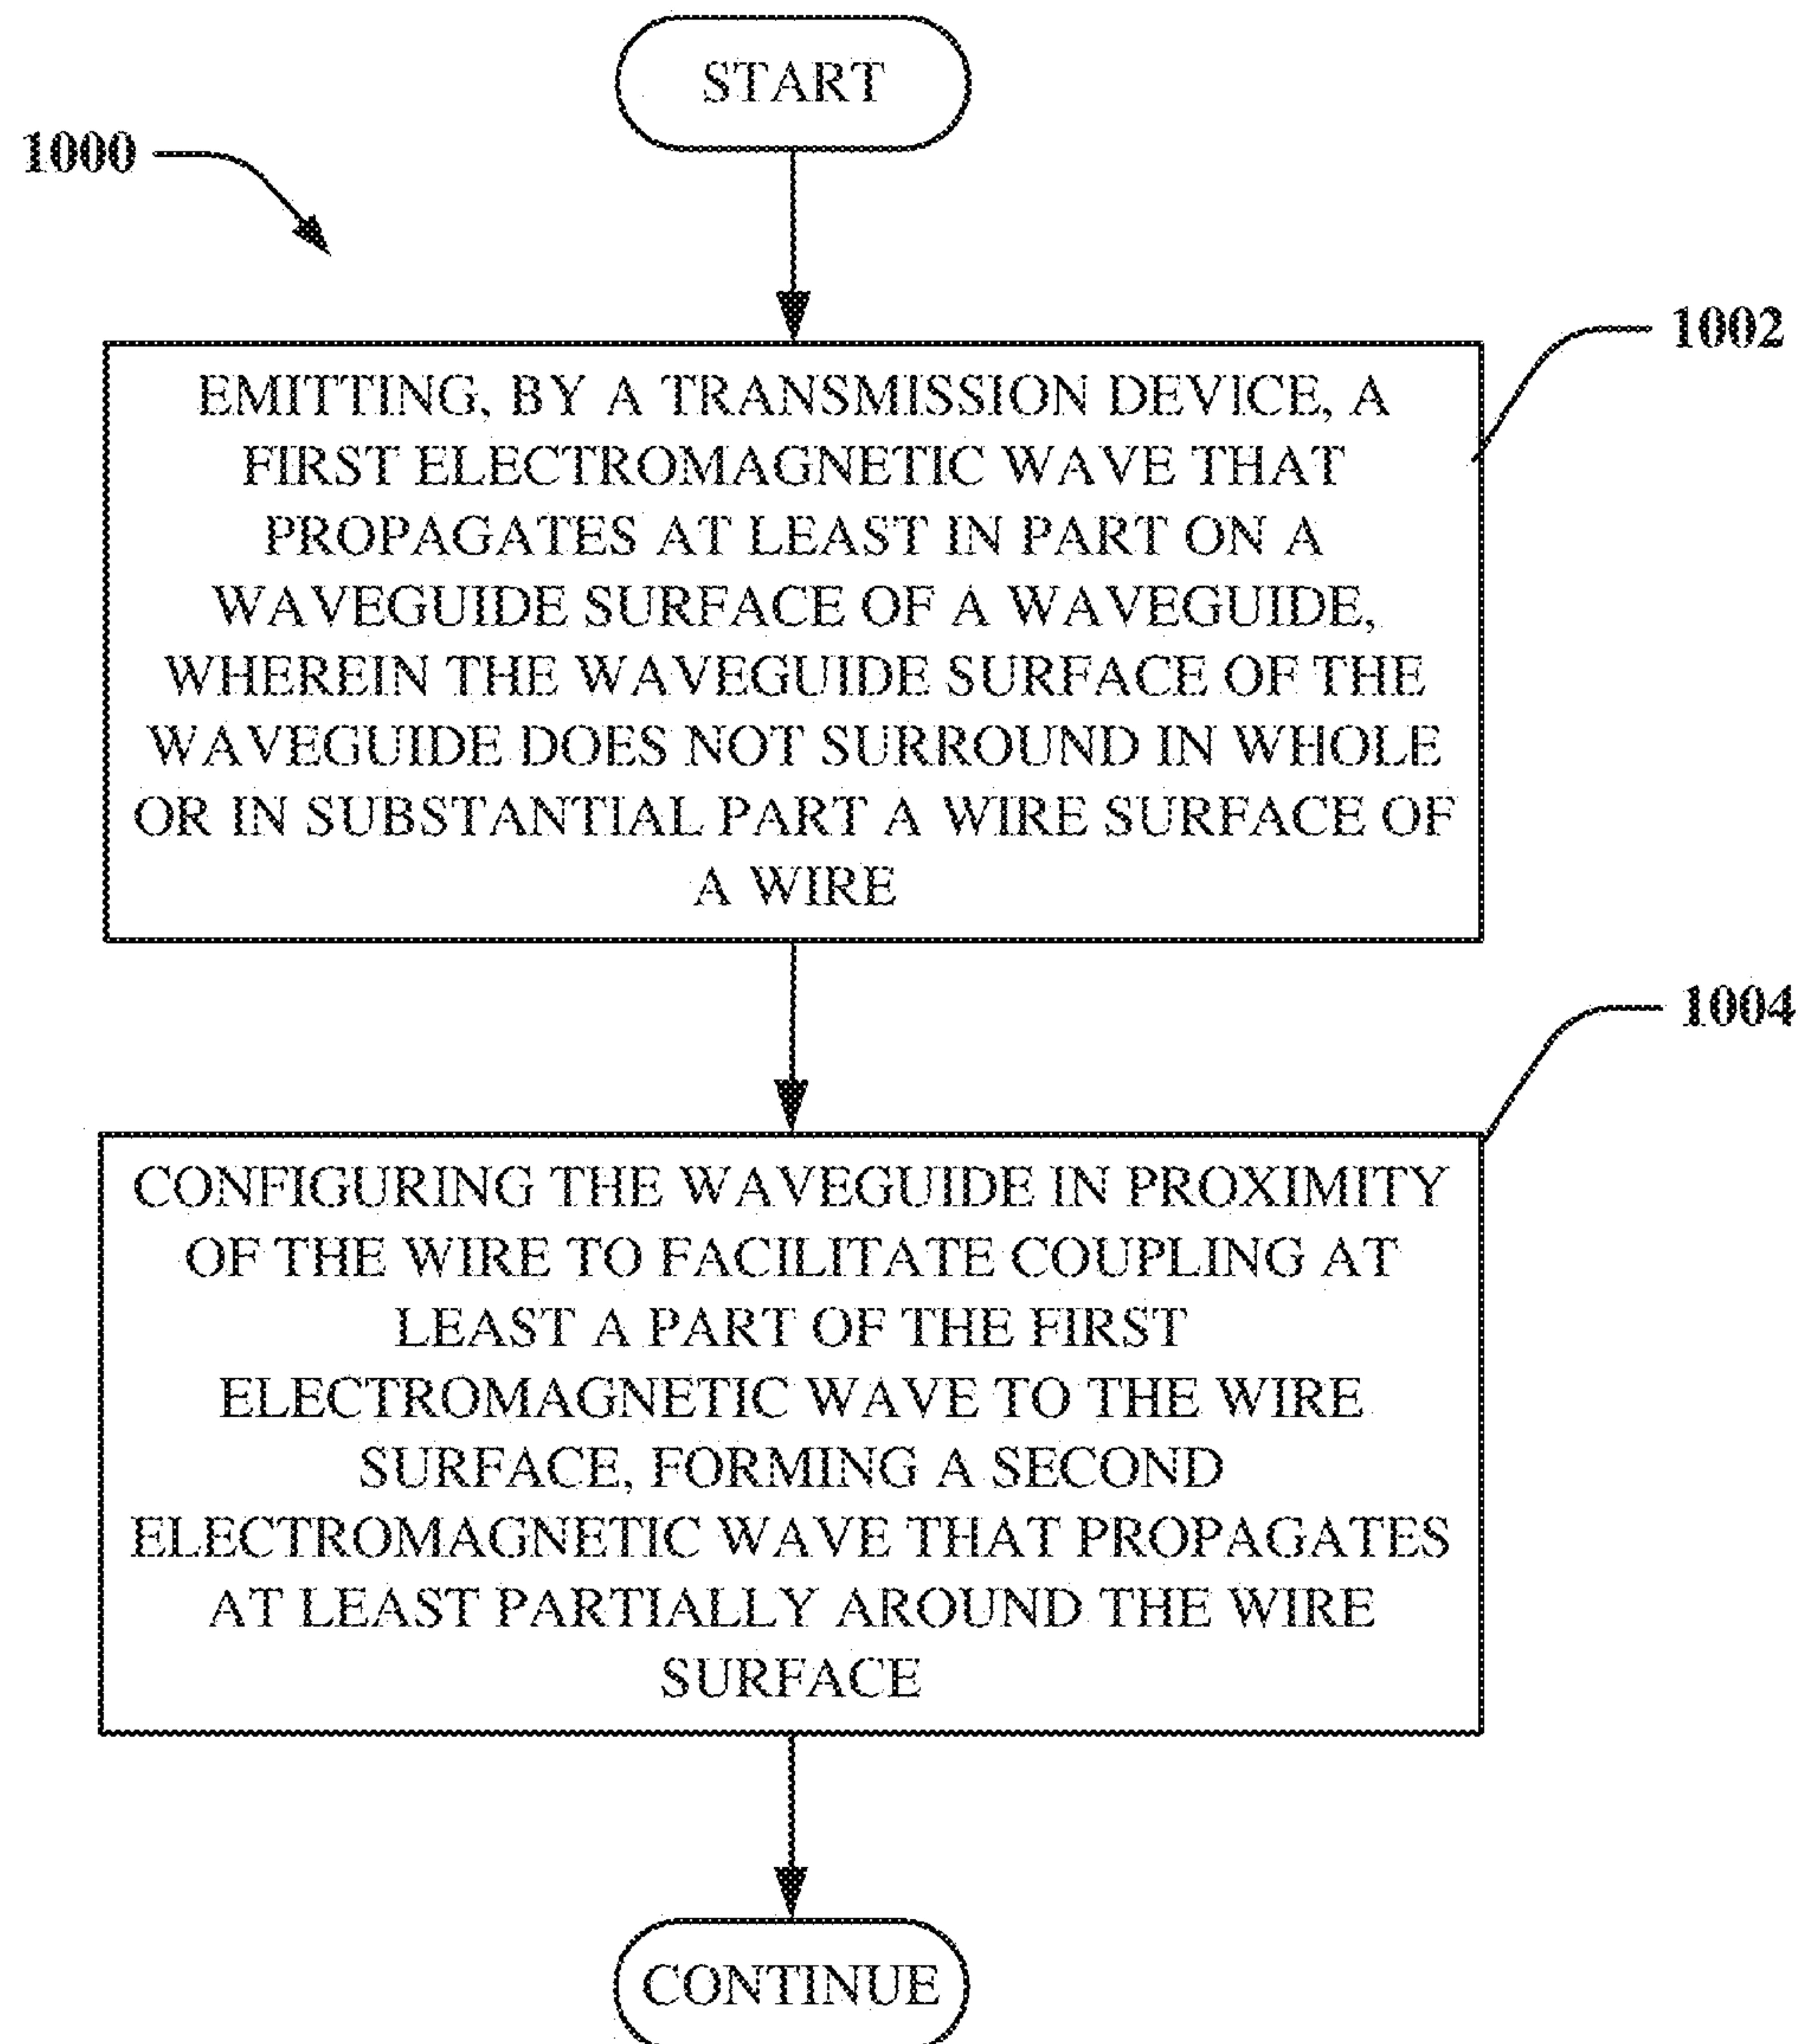 START
1000
1002
EMITTING, BY A TRANSMISSION DEVICE, A
FIRST ELECTROMAGNETIC WAVE THAT
PROPAGATES AT LEAST IN PART ON A
WAVEGUIDE SURFACE OF A WAVEGUIDE,
WHEREIN THE WAVEGUIDE SURFACE OF THE
WAVEGUIDE DOES NOT SURROUND IN WHOLE
OR IN SUBSTANTIAL PART A WIRE SURFACE OF
A WIRE
1004
CONFIGURING THE WAVEGUIDE IN PROXIMITY
OF THE WIRE TO FACILITATE COUPLING AT
LEAST A PART OF THE FIRST
ELECTROMAGNETIC WAVE TO THE WIRE
SURFACE, FORMING A SECOND
ELECTROMAGNETIC WAVE THAT PROPAGATES
AT LEAST PARTIALLY AROUND THE WIRE
SURFACE
CONTINUE